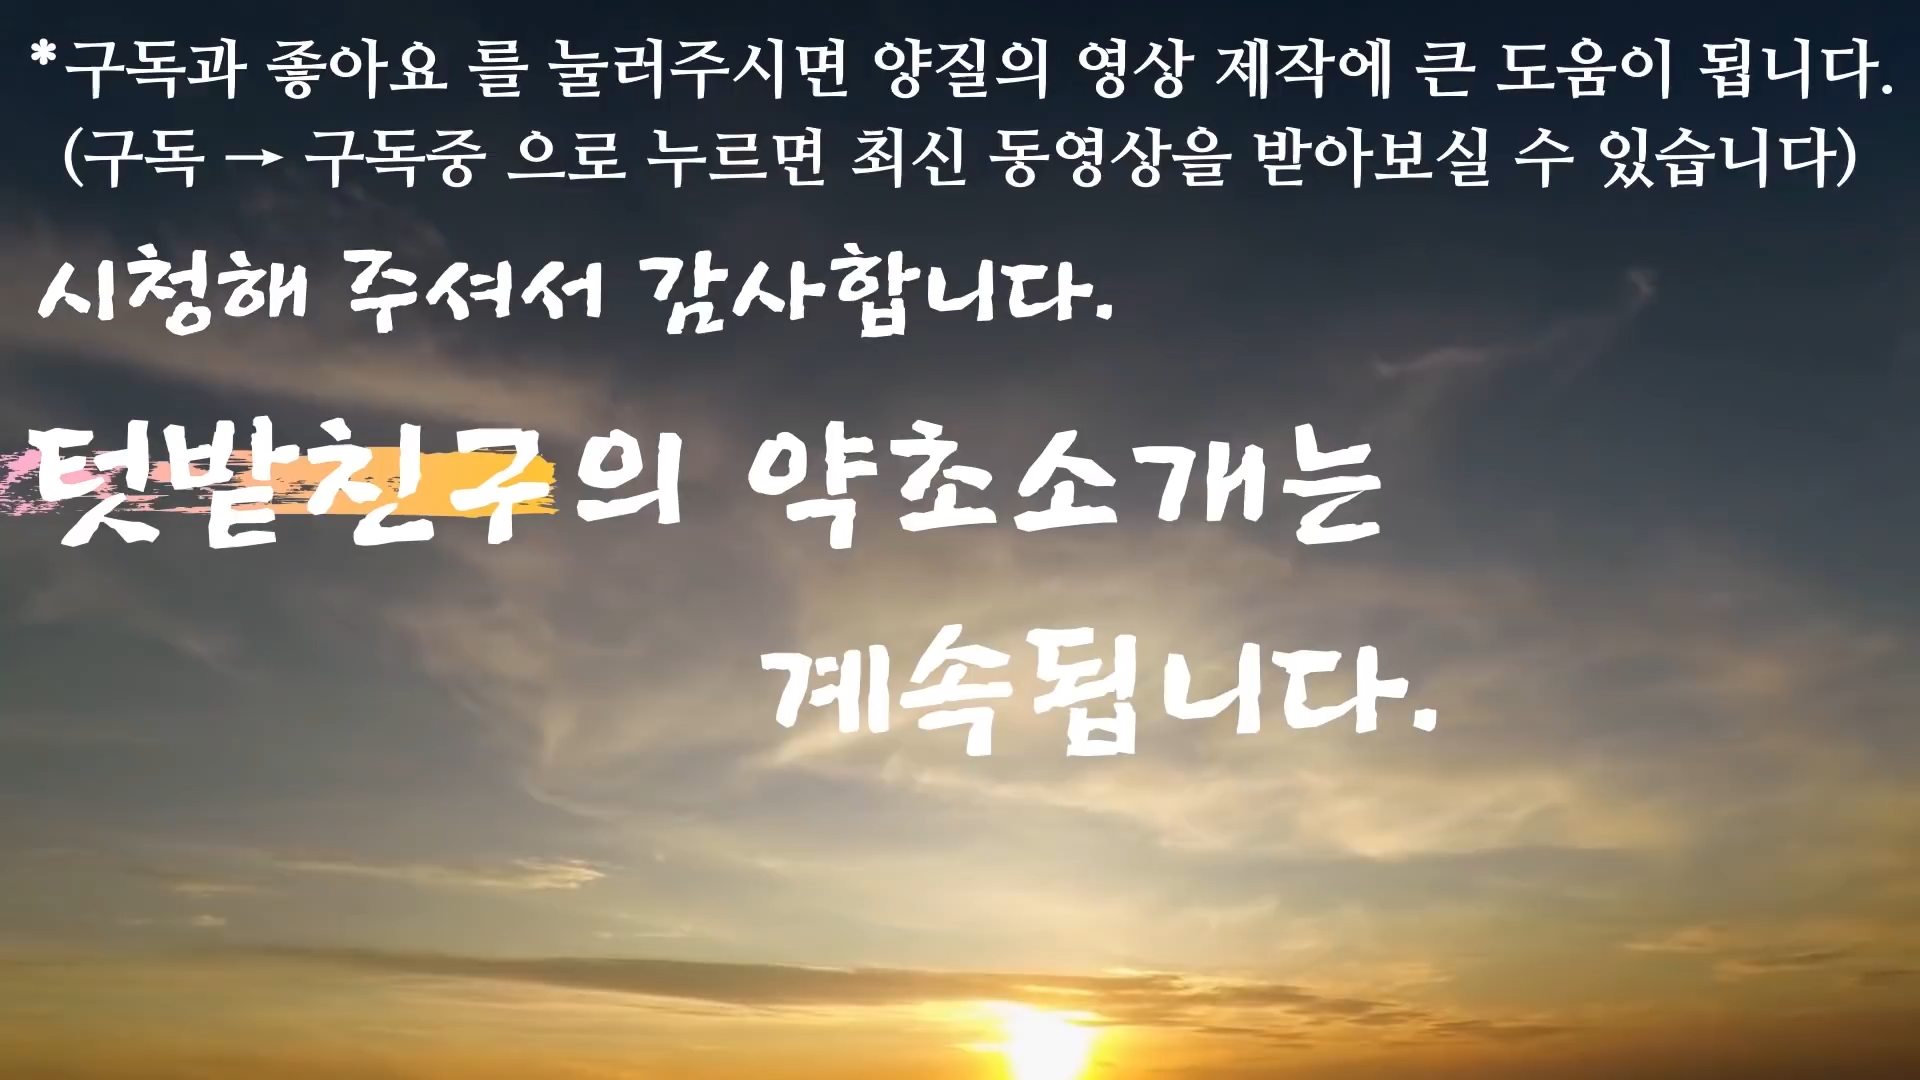 *구독과 좋아요 를 눌러주시면 양질의 영상 제작에 큰 도움이 됩니다.
(구독 → 구독중 으로 누르면 최신 동영상을 받아보실 수 있습니다)
시청해 주셔서 감사합니다.
텃밭친구의 약초소개는
계속됩니다.